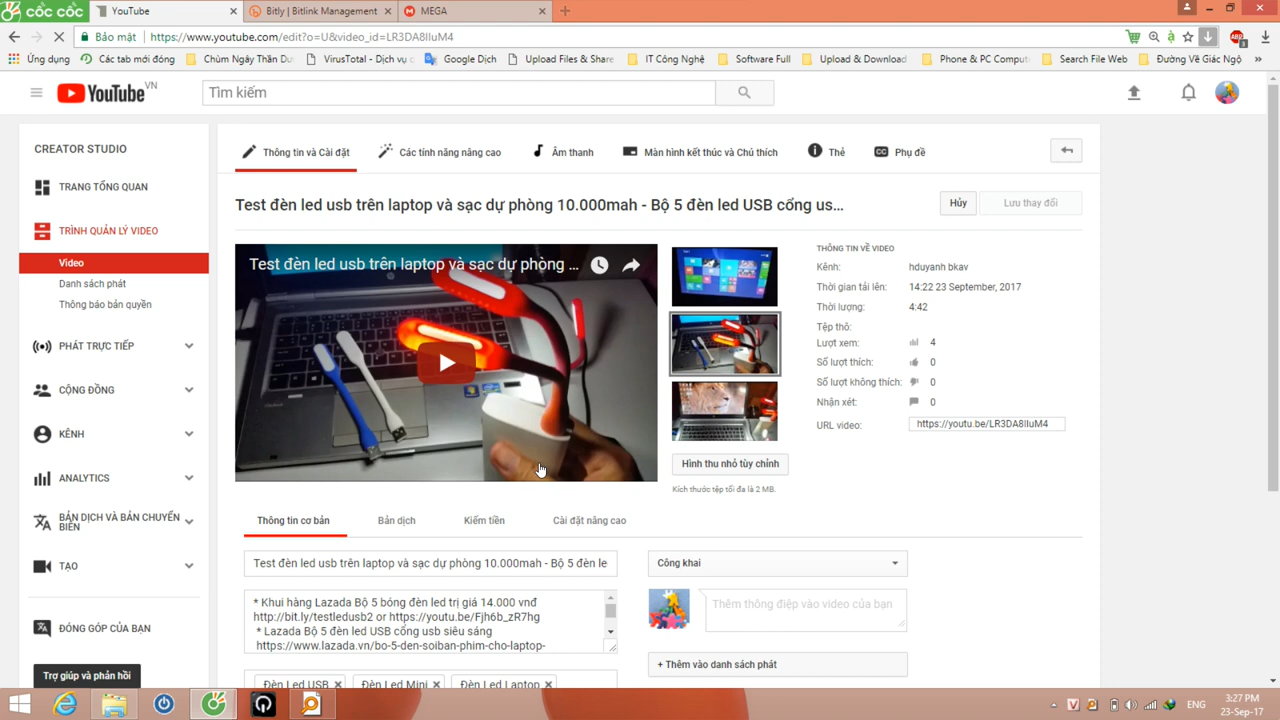 cốc cốc
YouTube
Bitly | Bitlink Management
MEGA
Bảo mật
https://www.youtube.com/edit?o=U&video_id=LR3DA8IIuM4
ABP
3
Ứng dụng
Các tab mới đóng
Chùm Ngây Thần Dư
VirusTotal - Dịch vụ c
Google Dịch
Upload Files & Share
IT Công Nghệ
Software Full
Upload & Download
Phone & PC Comput
Search File Web
Đường Về Giác Ngộ
YouTube VN
Tìm kiếm
CREATOR STUDIO
TRANG TỔNG QUAN
TRÌNH QUẢN LÝ VIDEO
Video
Danh sách phát
Thông báo bản quyền
PHÁT TRỰC TIẾP
CỘNG ĐỒNG
KÊNH
ANALYTICS
BẢN DỊCH VÀ BẢN CHUYỂN
BIÊN
TẠO
ĐÓNG GÓP CỦA BẠN
Trợ giúp và phản hồi
Thông tin và Cài đặt
Các tính năng nâng cao
Âm thanh
Màn hình kết thúc và Chú thích
Thẻ
CC
Phụ đề
Test đèn led usb trên laptop và sạc dự phòng 10.000mah - Bộ 5 đèn led USB cổng us...
Hủy
Lưu thay đổi
Test đèn led usb trên laptop và sạc dự phòng ...
Hình thu nhỏ tùy chỉnh
Kích thước tệp tối đa là 2 MB.
THÔNG TIN VỀ VIDEO
Kênh: hduyanh bkav
Thời gian tải lên: 14:22 23 September, 2017
Thời lượng: 4:42
Tệp thô:
Lượt xem: 4
Số lượt thích: 0
Số lượt không thích: 0
Nhận xét: 0
URL video: https://youtu.be/LR3DA8IIuM4
Thông tin cơ bản
Bản dịch
Kiếm tiền
Cài đặt nâng cao
Test đèn led usb trên laptop và sạc dự phòng 10.000mah - Bộ 5 đèn le
* Khui hàng Lazada Bộ 5 bóng đèn led trị giá 14.000 vnđ
http://bit.ly/testledusb2 or https://youtu.be/Fjh6b_zR7hg
* Lazada Bộ 5 đèn led USB cổng usb siêu sáng
https://www.lazada.vn/bo-5-den-soiban-phim-cho-laptop-
Đèn Led USB
Đèn Led Mini
Đèn Led Laptop
Công khai
Thêm thông điệp vào video của bạn
+ Thêm vào danh sách phát
ENG
3:27 PM
23-Sep-17